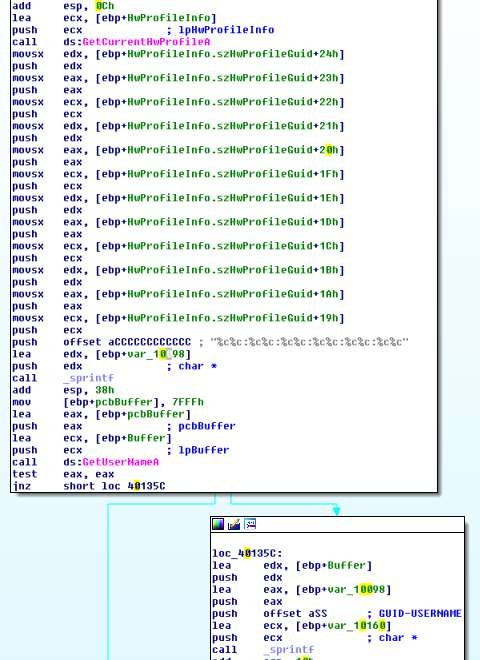 add     esp, 0Ch
lea     ecx, [ebp+HwProfileInfo]
push    ecx             ; lpHwProfileInfo
call    ds:GetCurrentHwProfileA
movsx   edx, [ebp+HwProfileInfo.szHwProfileGuid+24h]
push    edx
movsx   eax, [ebp+HwProfileInfo.szHwProfileGuid+23h]
push    eax
movsx   ecx, [ebp+HwProfileInfo.szHwProfileGuid+22h]
push    ecx
movsx   edx, [ebp+HwProfileInfo.szHwProfileGuid+21h]
push    edx
movsx   eax, [ebp+HwProfileInfo.szHwProfileGuid+20h]
push    eax
movsx   ecx, [ebp+HwProfileInfo.szHwProfileGuid+1Fh]
push    ecx
movsx   edx, [ebp+HwProfileInfo.szHwProfileGuid+1Eh]
push    edx
movsx   eax, [ebp+HwProfileInfo.szHwProfileGuid+1Dh]
push    eax
movsx   ecx, [ebp+HwProfileInfo.szHwProfileGuid+1Ch]
push    ecx
movsx   edx, [ebp+HwProfileInfo.szHwProfileGuid+1Bh]
push    edx
movsx   eax, [ebp+HwProfileInfo.szHwProfileGuid+1Ah]
push    eax
movsx   ecx, [ebp+HwProfileInfo.szHwProfileGuid+19h]
push    ecx
push    offset aCCCCCCCCCCCC ; "%c%c:%c%c:%c%c:%c%c:%c%c:%c%c"
lea     edx, [ebp+var_10098]
push    edx             ; char *
call    _sprintf
add     esp, 38h
mov     [ebp+pcbBuffer], 7FFFh
lea     eax, [ebp+pcbBuffer]
push    eax             ; pcbBuffer
lea     ecx, [ebp+Buffer]
push    ecx             ; lpBuffer
call    ds:GetUserNameA
test    eax, eax
jnz     short loc_40135C
loc_40135C:
lea     edx, [ebp+Buffer]
push    edx
lea     eax, [ebp+var_10098]
push    eax
push    offset aSS      ; GUID-USERNAME
lea     ecx, [ebp+var_10160]
push    ecx             ; char *
call    _sprintf